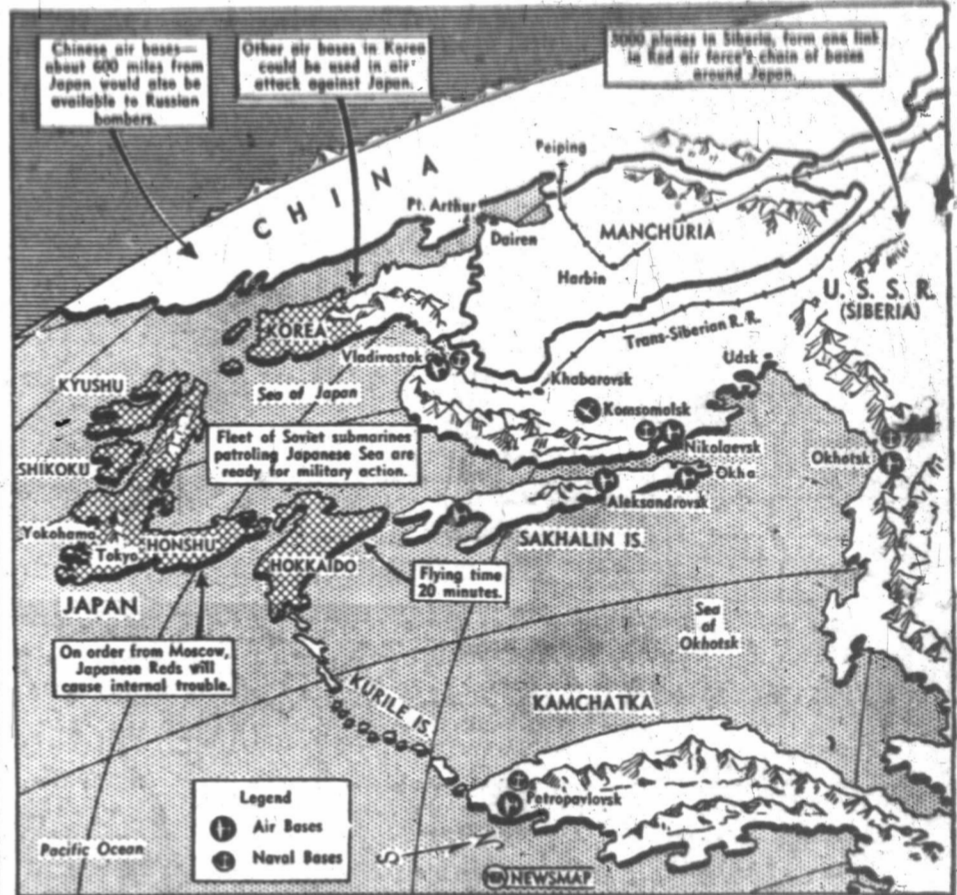 Chinese air bases—
about 600 miles from
Japan would also be
available to Russian
bombers.
Other air bases in Korea
could be used in air
attack against Japan.
3000 planes in Siberia, form one link
in Red air force's chain of bases
around Japan.
CHINA
Peiping
Pt. Arthur
Dairen
MANCHURIA
Harbin
U. S. S. R.
(SIBERIA)
Trans-Siberian R. R.
KOREA
Vladivostok
Khabarovsk
Udsk
Sea of Japan
KYUSHU
Komsomolsk
Nikolaevsk
Okhotsk
Fleet of Soviet submarines
patroling Japanese Sea are
ready for military action.
SHIKOKU
Okha
Aleksandrovsk
SAKHALIN IS.
Yokohama
Tokyo
HONSHU
HOKKAIDO
Flying time
20 minutes.
JAPAN
Sea
of
Okhotsk
On order from Moscow,
Japanese Reds will
cause internal trouble.
KURILE IS.
KAMCHATKA
Petropavlovsk
Legend
Air Bases
Naval Bases
Pacific Ocean
S
N
NEWSMAP